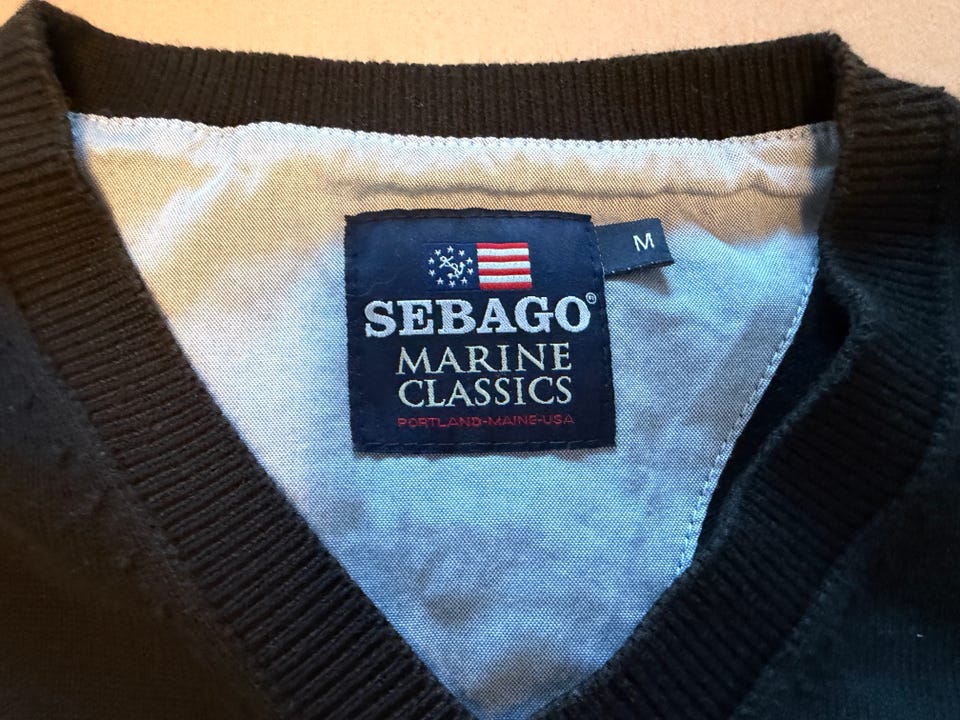 M
SEBAGO®
MARINE
CLASSICS
PORTLAND-MAINE-USA